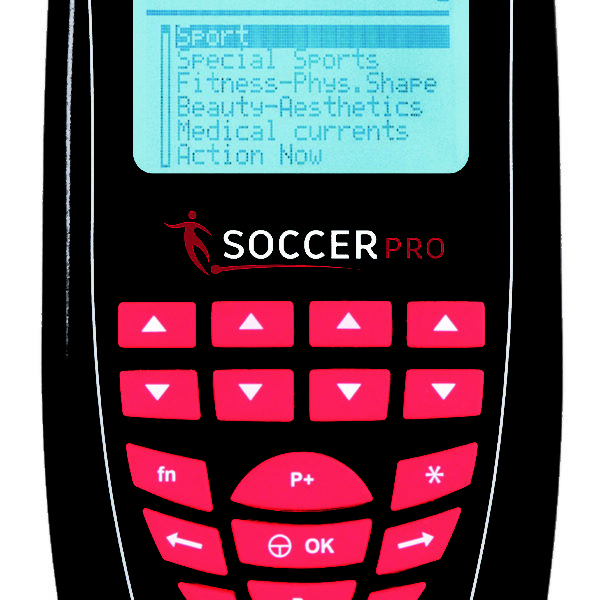 Sport
Special Sports
Fitness-Phys.Shape
Beauty-Aesthetics
Medical currents
Action Now
SOCCER PRO
fn
P+
*
OK